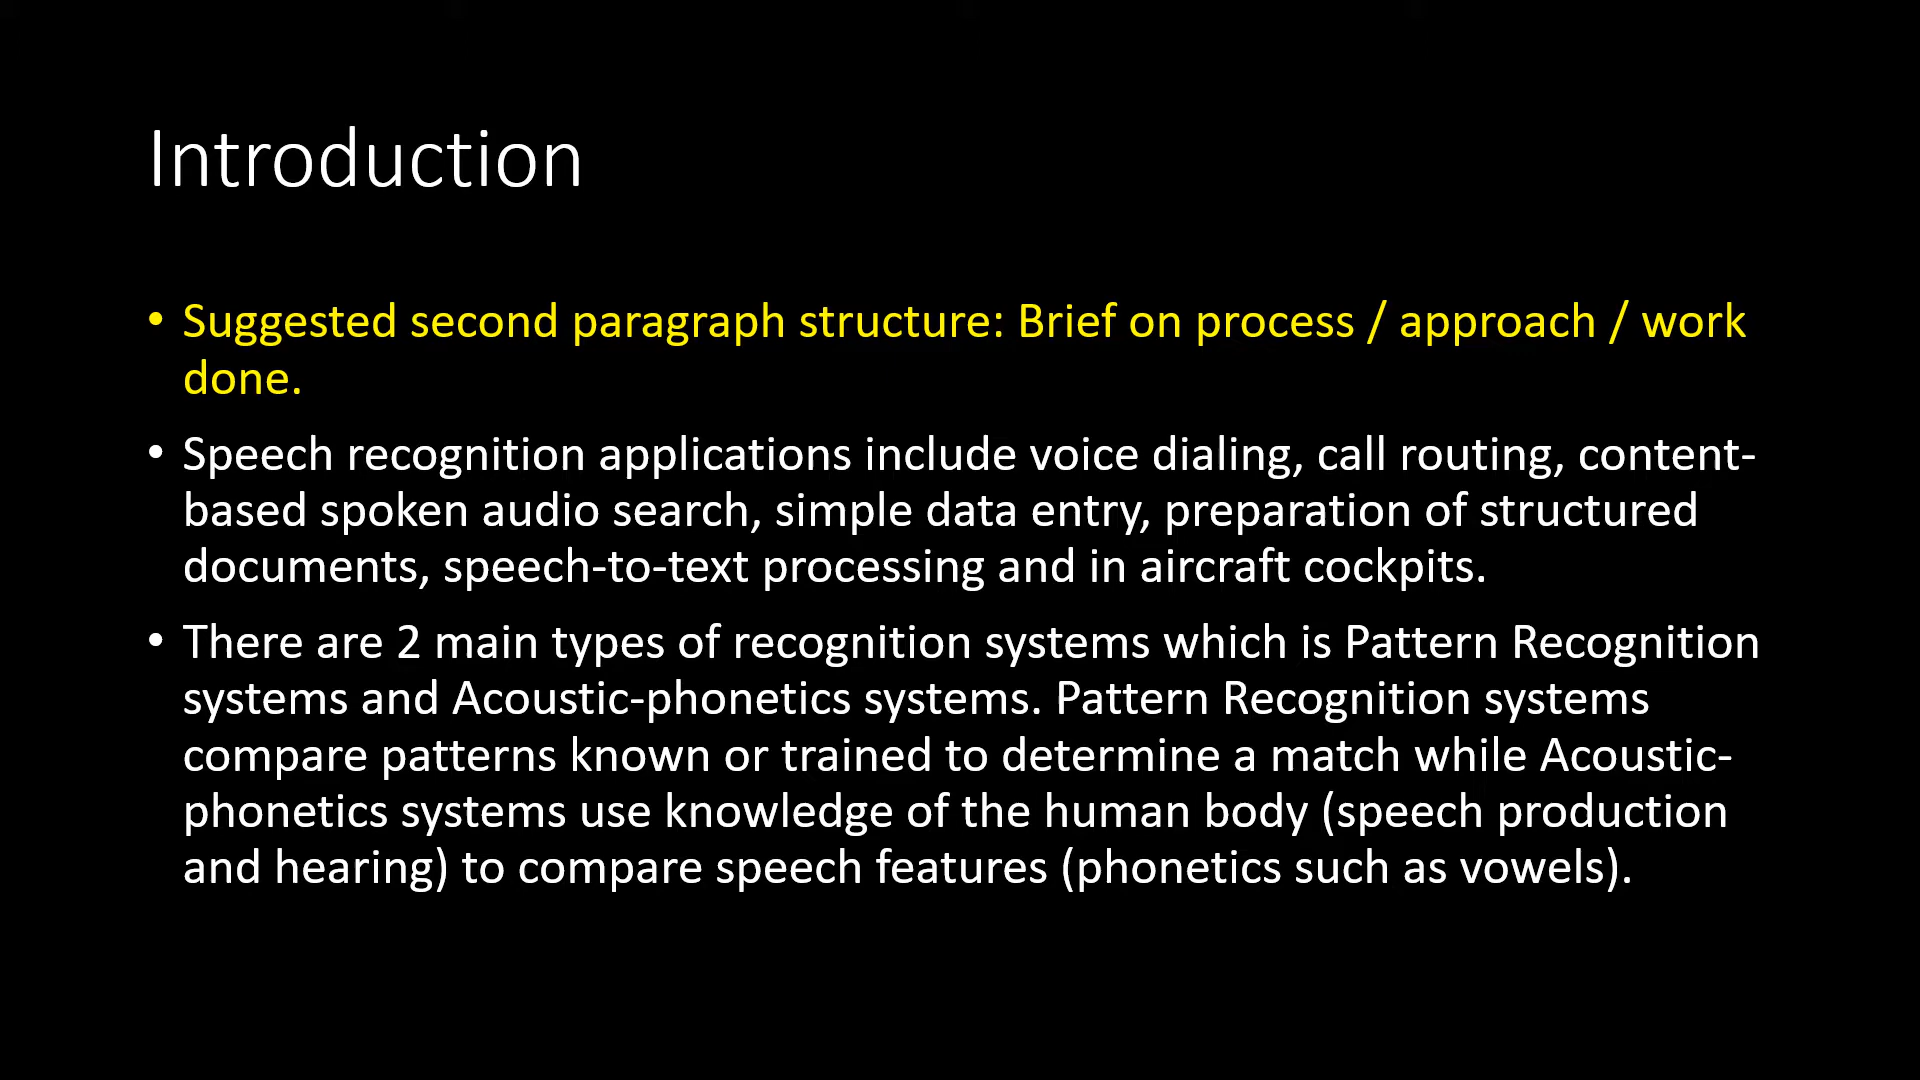 Introduction
• Suggested second paragraph structure: Brief on process / approach / work
done.
• Speech recognition applications include voice dialing, call routing, content-
based spoken audio search, simple data entry, preparation of structured
documents, speech-to-text processing and in aircraft cockpits.
• There are 2 main types of recognition systems which is Pattern Recognition
systems and Acoustic-phonetics systems. Pattern Recognition systems
compare patterns known or trained to determine a match while Acoustic-
phonetics systems use knowledge of the human body (speech production
and hearing) to compare speech features (phonetics such as vowels).